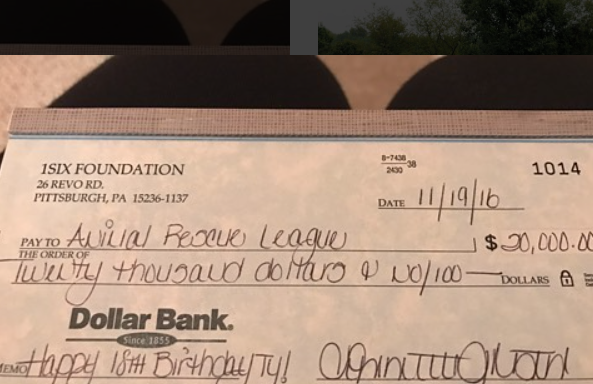 1SIX FOUNDATION
26 REVO RD.
PITTSBURGH, PA 15236-1137
8-7438
2430
38
1014
DATE 11/19/16
PAY TO THE ORDER OF Animal Rescue League $20,000.00
Twenty thousand dollars & no/100 DOLLARS
Dollar Bank.
Since 1855
MEMO Happy 18th Birthday Ty!